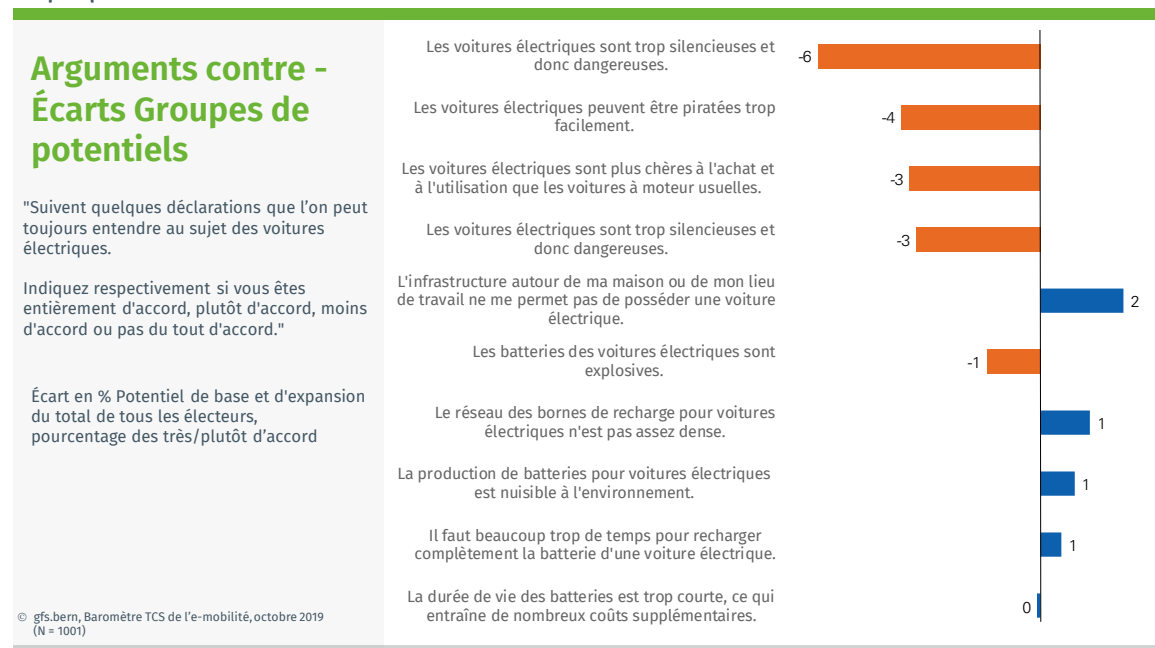 Arguments contre -
Écarts Groupes de
potentiels
"Suivent quelques déclarations que l’on peut
toujours entendre au sujet des voitures
électriques.
Indiquez respectivement si vous êtes
entièrement d'accord, plutôt d'accord, moins
d'accord ou pas du tout d'accord."
Écart en % Potentiel de base et d'expansion
du total de tous les électeurs,
pourcentage des très/plutôt d’accord
© gfs.bern, Baromètre TCS de l’e-mobilité, octobre 2019
(N = 1001)
Les voitures électriques sont trop silencieuses et
donc dangereuses.
-6
Les voitures électriques peuvent être piratées trop
facilement.
-4
Les voitures électriques sont plus chères à l'achat et
à l'utilisation que les voitures à moteur usuelles.
-3
Les voitures électriques sont trop silencieuses et
donc dangereuses.
-3
L'infrastructure autour de ma maison ou de mon lieu
de travail ne me permet pas de posséder une voiture
électrique.
2
Les batteries des voitures électriques sont
explosives.
-1
Le réseau des bornes de recharge pour voitures
électriques n'est pas assez dense.
1
La production de batteries pour voitures électriques
est nuisible à l'environnement.
1
Il faut beaucoup trop de temps pour recharger
complètement la batterie d'une voiture électrique.
1
La durée de vie des batteries est trop courte, ce qui
entraîne de nombreux coûts supplémentaires.
0